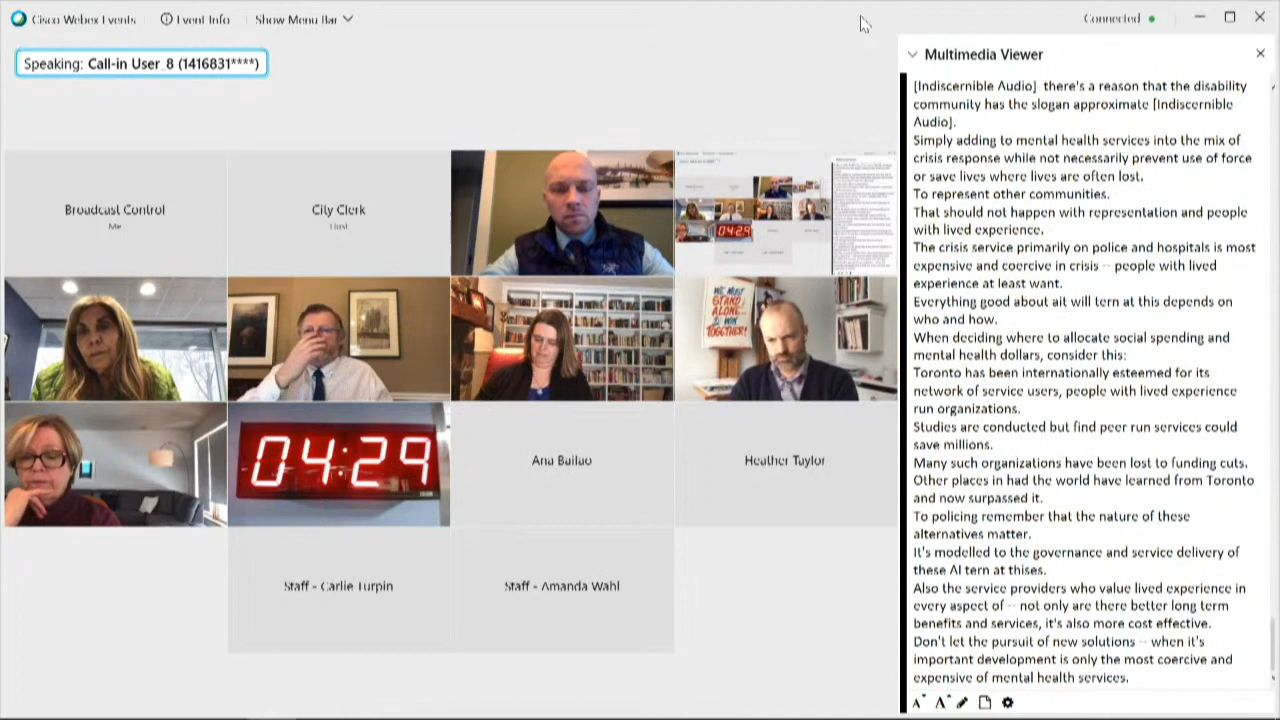 Cisco Webex Events
Event Info
Show Menu Bar
Connected
Speaking: Call-in User_8 (1416831****)
Multimedia Viewer
Me
City Clerk
Host
04:29
WE MUST
STAND
ALONE...
WIN
TOGETHER!
04:29
Ana Bailao
Heather Taylor
Staff - Carlie Turpin
Staff - Amanda Wahl
[Indiscernible Audio] there's a reason that the disability
community has the slogan approximate [Indiscernible
Audio].
Simply adding to mental health services into the mix of
crisis response while not necessarily prevent use of force
or save lives where lives are often lost.
To represent other communities.
That should not happen with representation and people
with lived experience.
The crisis service primarily on police and hospitals is most
expensive and coercive in crisis -- people with lived
experience at least want.
Everything good about ait will tern at this depends on
who and how.
When deciding where to allocate social spending and
mental health dollars, consider this:
Toronto has been internationally esteemed for its
network of service users, people with lived experience
run organizations.
Studies are conducted but find peer run services could
save millions.
Many such organizations have been lost to funding cuts.
Other places in had the world have learned from Toronto
and now surpassed it.
To policing remember that the nature of these
alternatives matter.
It's modelled to the governance and service delivery of
these AI tern at thises.
Also the service providers who value lived experience in
every aspect of -- not only are there better long term
benefits and services, it's also more cost effective.
Don't let the pursuit of new solutions -- when it's
important development is only the most coercive and
expensive of mental health services.